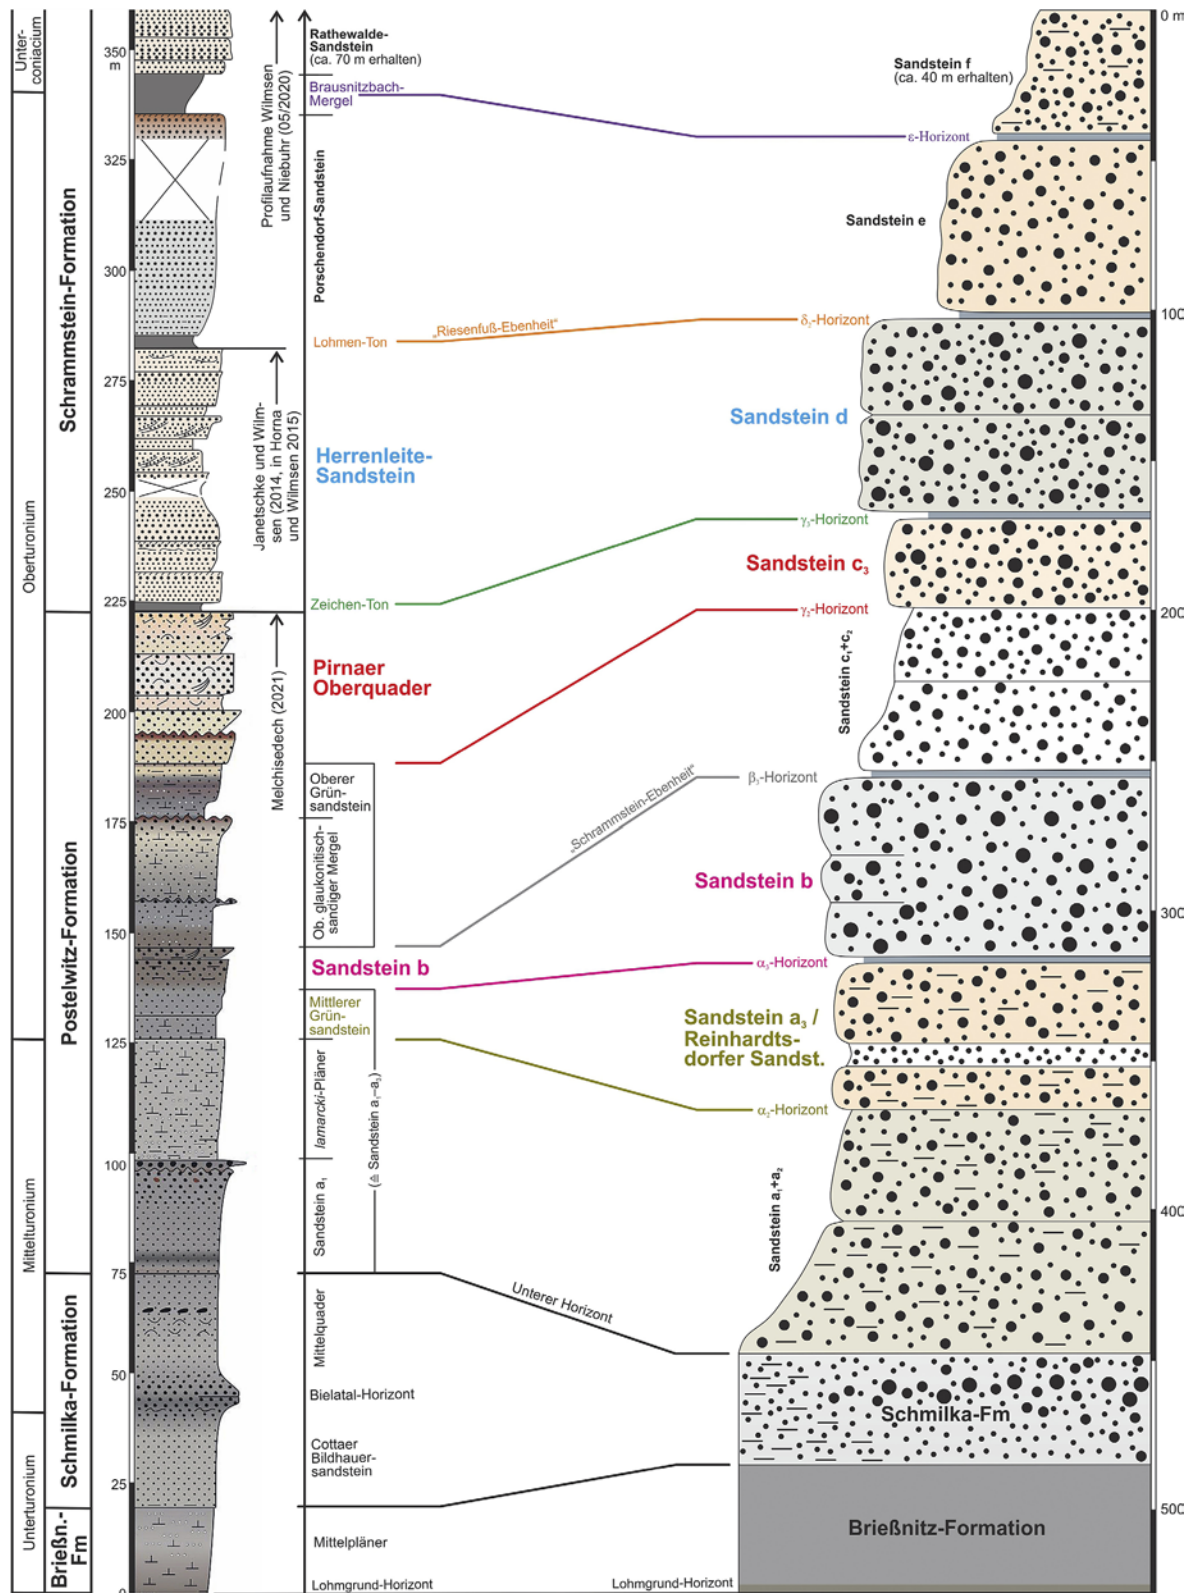 Unter-
coniacium
Oberturonium
Mittelturonium
Unterturonium
Schrammstein-Formation
Postelwitz-Formation
Schmilka-Formation
Brießn.-
Fm
350
m
325
300
275
250
225
200
175
150
125
100
75
50
25
0
m
Profilaufnahme Wilmsen
und Niebuhr (05/2020)
Janetschke und Wilm-
sen (2014, in Horna
und Wilmsen 2015)
Melchisedech (2021)
Rathewalde-
Sandstein
(ca. 70 m erhalten)
Brausnitzbach-
Mergel
Porschendorf-Sandstein
Lohmen-Ton
Herrenleite-
Sandstein
Zeichen-Ton
Pirnaer
Oberquader
Oberer
Grün-
sandstein
Ob. glaukonitisch-
sandiger Mergel
Sandstein b
Mittlerer
Grün-
sandstein
lamarcki-Pläner
Sandstein a₁
(≙ Sandstein a₁–a₃)
Mittelquader
Bielatal-Horizont
Cottaer
Bildhauer-
sandstein
Mittelpläner
Lohmgrund-Horizont
„Riesenfuß-Ebenheit“
„Schrammstein-Ebenheit“
Unterer Horizont
Sandstein f
(ca. 40 m erhalten)
ε-Horizont
Sandstein e
δ₂-Horizont
Sandstein d
γ₃-Horizont
Sandstein c₃
γ₂-Horizont
Sandstein c₁+c₂
β₃-Horizont
Sandstein b
α₃-Horizont
Sandstein a₃ /
Reinhardts-
dorfer Sandst.
α₂-Horizont
Sandstein a₁+a₂
Schmilka-Fm
Brießnitz-Formation
Lohmgrund-Horizont
0 m
100
200
300
400
500